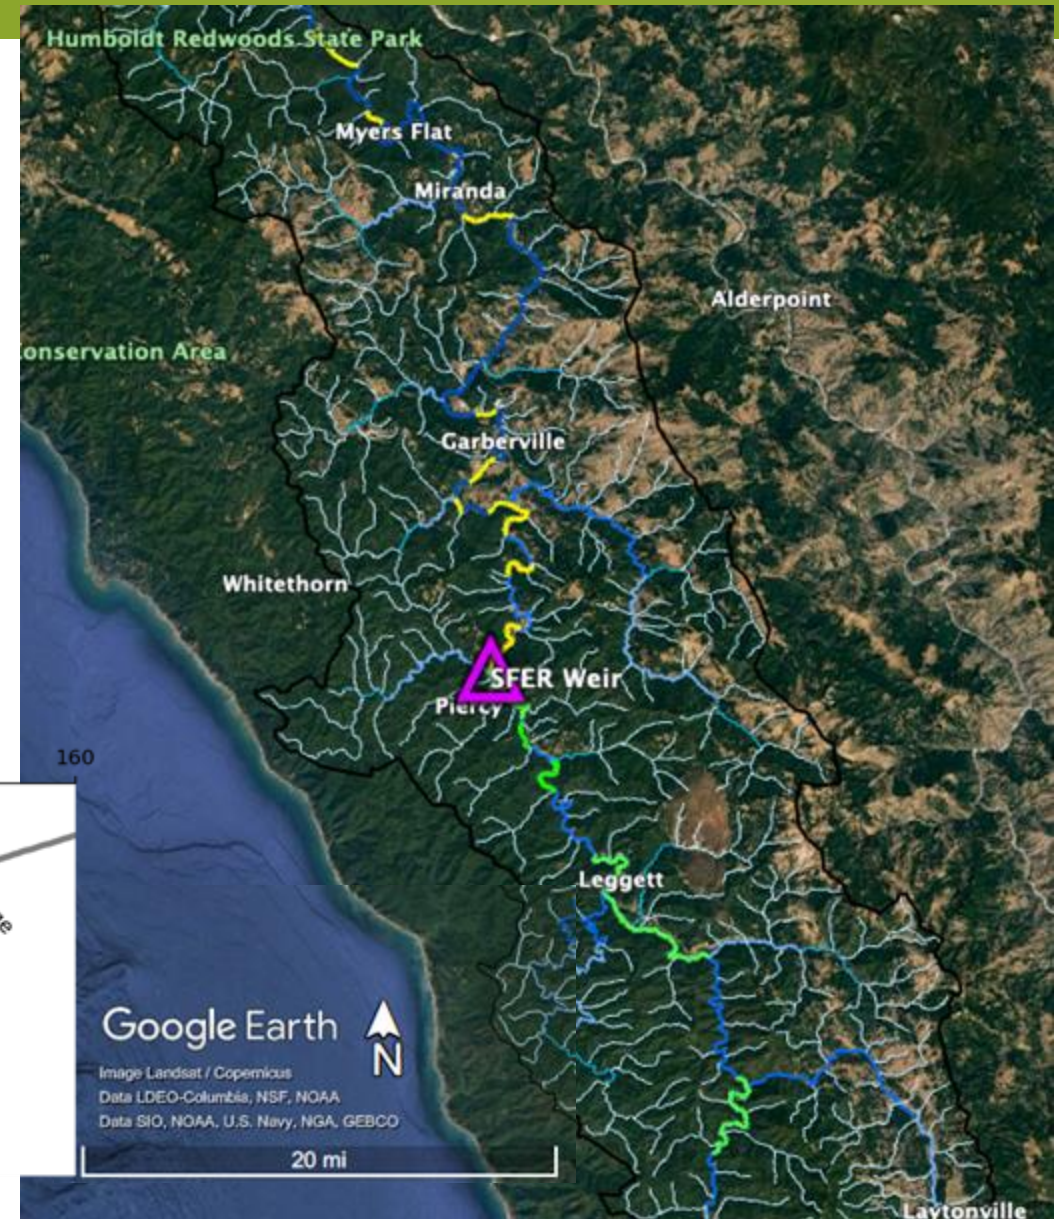 Humboldt Redwoods State Park
Myers Flat
Miranda
Alderpoint
onservation Area
Garberville
Whitethorn
SFER Weir
Piercy
160
Leggett
Google Earth
N
Image Landsat / Copernicus
Data LDEO-Columbia, NSF, NOAA
Data SIO, NOAA, U.S. Navy, NGA, GEBCO
20 mi
Laytonville